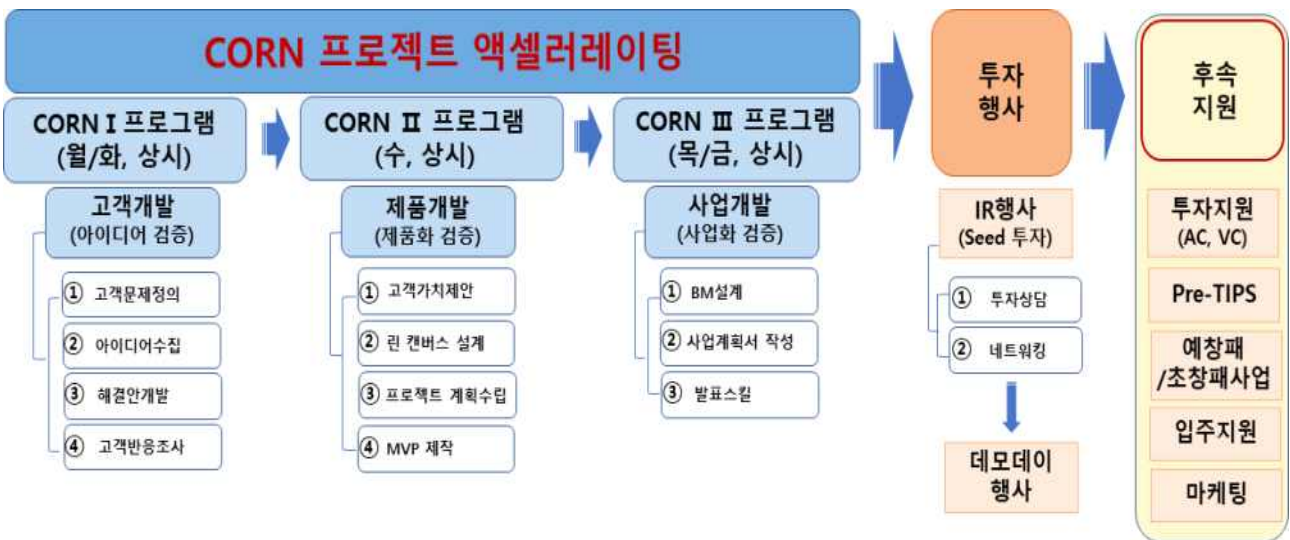 CORN 프로젝트 액셀러레이팅
CORN Ⅰ 프로그램
(월/화, 상시)
고객개발
(아이디어 검증)
① 고객문제정의
② 아이디어수집
③ 해결안개발
④ 고객반응조사
CORN Ⅱ 프로그램
(수, 상시)
제품개발
(제품화 검증)
① 고객가치제안
② 린 캔버스 설계
③ 프로젝트 계획수립
④ MVP 제작
CORN Ⅲ 프로그램
(목/금, 상시)
사업개발
(사업화 검증)
① BM설계
② 사업계획서 작성
③ 발표스킬
투자
행사
IR행사
(Seed 투자)
① 투자상담
② 네트워킹
데모데이
행사
후속
지원
투자지원
(AC, VC)
Pre-TIPS
예창패
/초창패사업
입주지원
마케팅